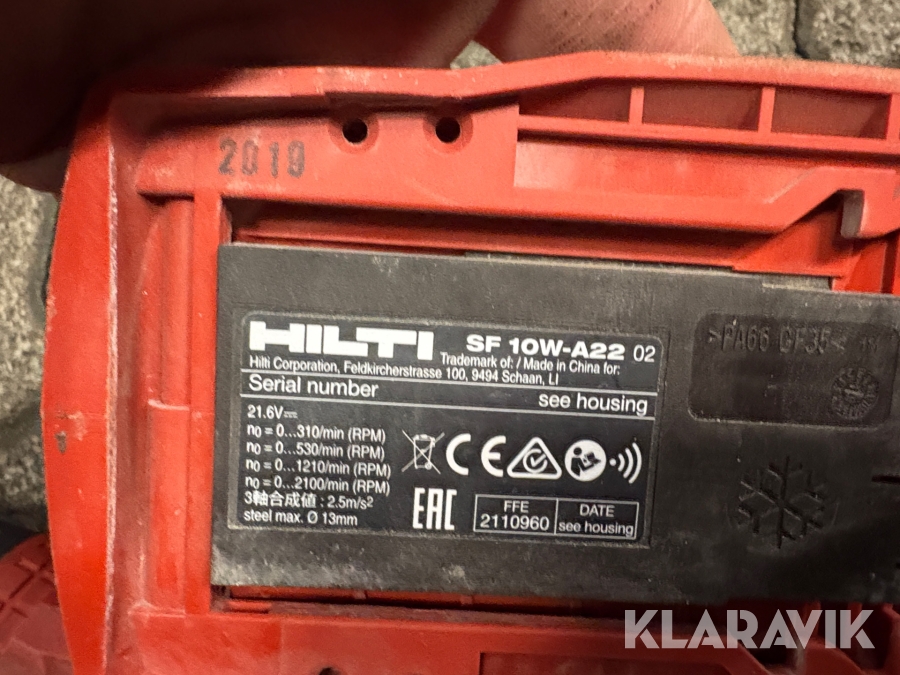 2019
HILTI SF 10W-A22 02
Trademark of: / Made in China for:
Hilti Corporation, Feldkircherstrasse 100, 9494 Schaan, LI
Serial number see housing
21.6V⎓
n0 = 0...310/min (RPM)
n0 = 0...530/min (RPM)
n0 = 0...1210/min (RPM)
n0 = 0...2100/min (RPM)
3軸合成値 : 2.5m/s²
steel max. Ø 13mm
CE
EAC
FFE
2110960
DATE
see housing
>PA66 GF35<
KLARAVIK